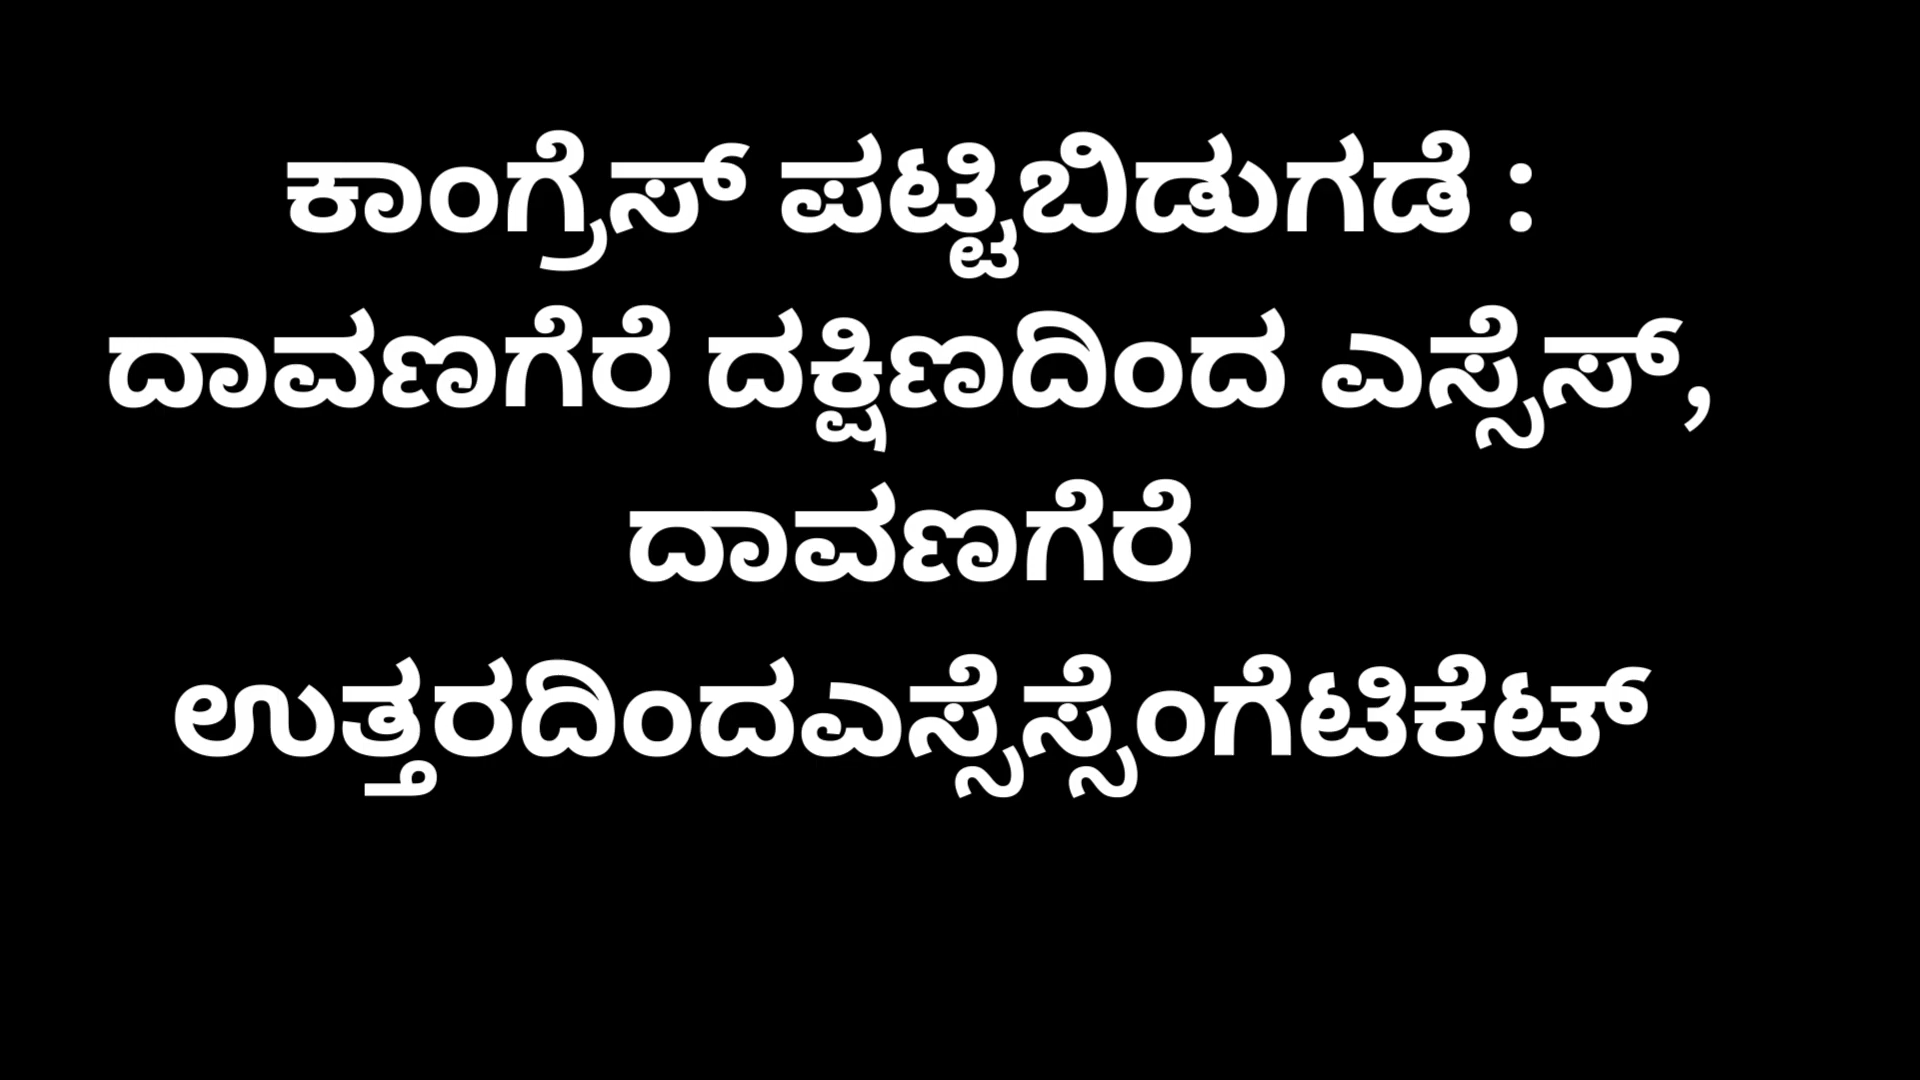 ಕಾಂಗ್ರೆಸ್ ಪಟ್ಟಿಬಿಡುಗಡೆ :
ದಾವಣಗೆರೆ ದಕ್ಷಿಣದಿಂದ ಎಸ್ಸೆಸ್,
ದಾವಣಗೆರೆ
ಉತ್ತರದಿಂದಎಸ್ಸೆಸ್ಸೆಂಗೆಟಿಕೆಟ್